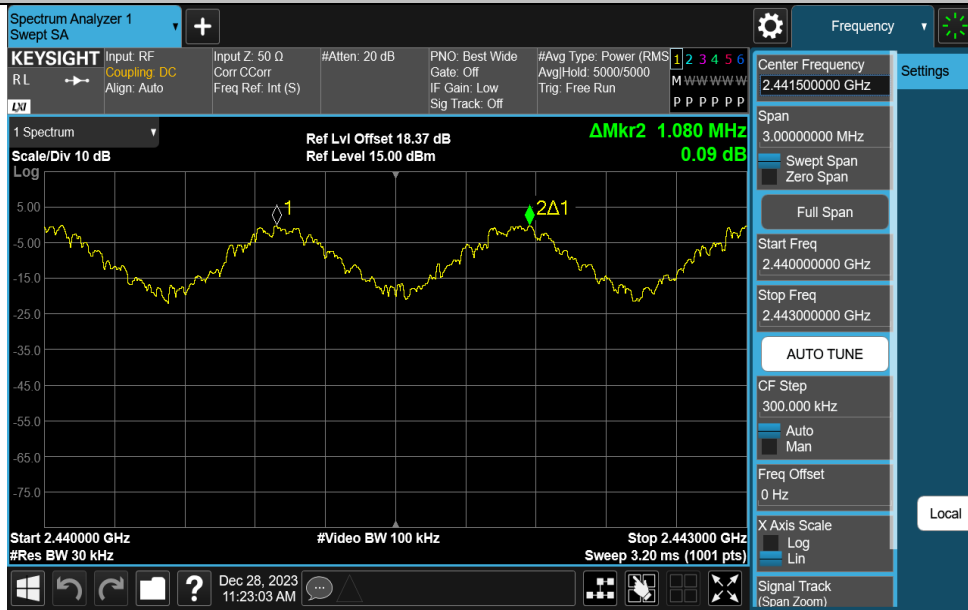 Spectrum Analyzer 1
Swept SA
+
Frequency
KEYSIGHT
RL
LXI
Input: RF
Coupling: DC
Align: Auto
Input Z: 50 Ω
Corr CCorr
Freq Ref: Int (S)
#Atten: 20 dB
PNO: Best Wide
Gate: Off
IF Gain: Low
Sig Track: Off
#Avg Type: Power (RMS
Avg|Hold: 5000/5000
Trig: Free Run
1 2 3 4 5 6
M W W W W W
P P P P P P
1 Spectrum
Scale/Div 10 dB
Log
Ref Lvl Offset 18.37 dB
Ref Level 15.00 dBm
ΔMkr2 1.080 MHz
0.09 dB
1
2Δ1
5.00
-5.00
-15.0
-25.0
-35.0
-45.0
-55.0
-65.0
-75.0
Start 2.440000 GHz
#Res BW 30 kHz
#Video BW 100 kHz
Stop 2.443000 GHz
Sweep 3.20 ms (1001 pts)
Center Frequency
2.441500000 GHz
Span
3.00000000 MHz
Swept Span
Zero Span
Full Span
Start Freq
2.440000000 GHz
Stop Freq
2.443000000 GHz
AUTO TUNE
CF Step
300.000 kHz
Auto
Man
Freq Offset
0 Hz
X Axis Scale
Log
Lin
Signal Track
(Span Zoom)
Settings
Local
?
Dec 28, 2023
11:23:03 AM